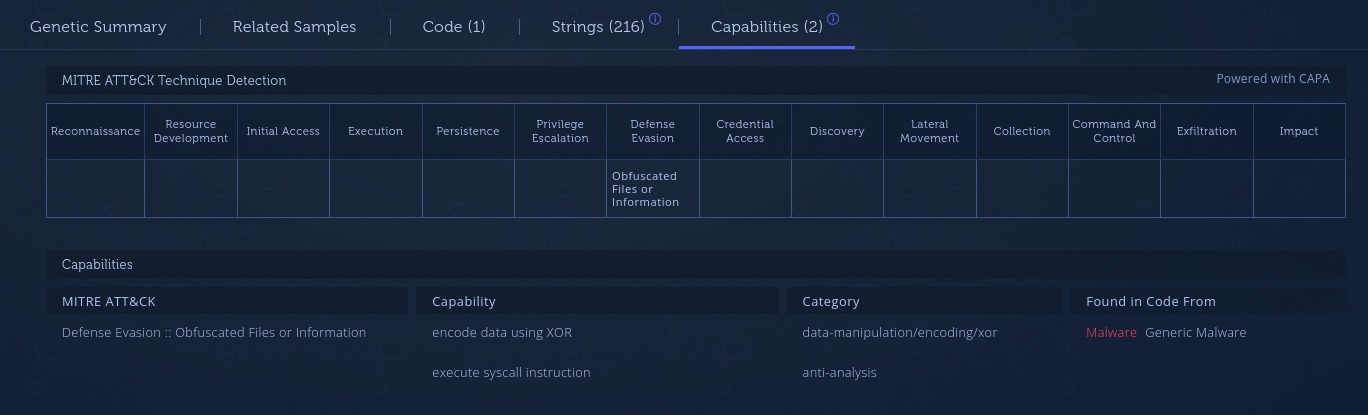 Genetic Summary | Related Samples | Code (1) | Strings (216) ⓘ | Capabilities (2) ⓘ
MITRE ATT&CK Technique Detection
Powered with CAPA
Reconnaissance
Resource
Development
Initial Access
Execution
Persistence
Privilege
Escalation
Defense
Evasion
Credential
Access
Discovery
Lateral
Movement
Collection
Command And
Control
Exfiltration
Impact
Obfuscated
Files or
Information
Capabilities
MITRE ATT&CK
Capability
Category
Found in Code From
Defense Evasion :: Obfuscated Files or Information
encode data using XOR
data-manipulation/encoding/xor
Malware Generic Malware
execute syscall instruction
anti-analysis